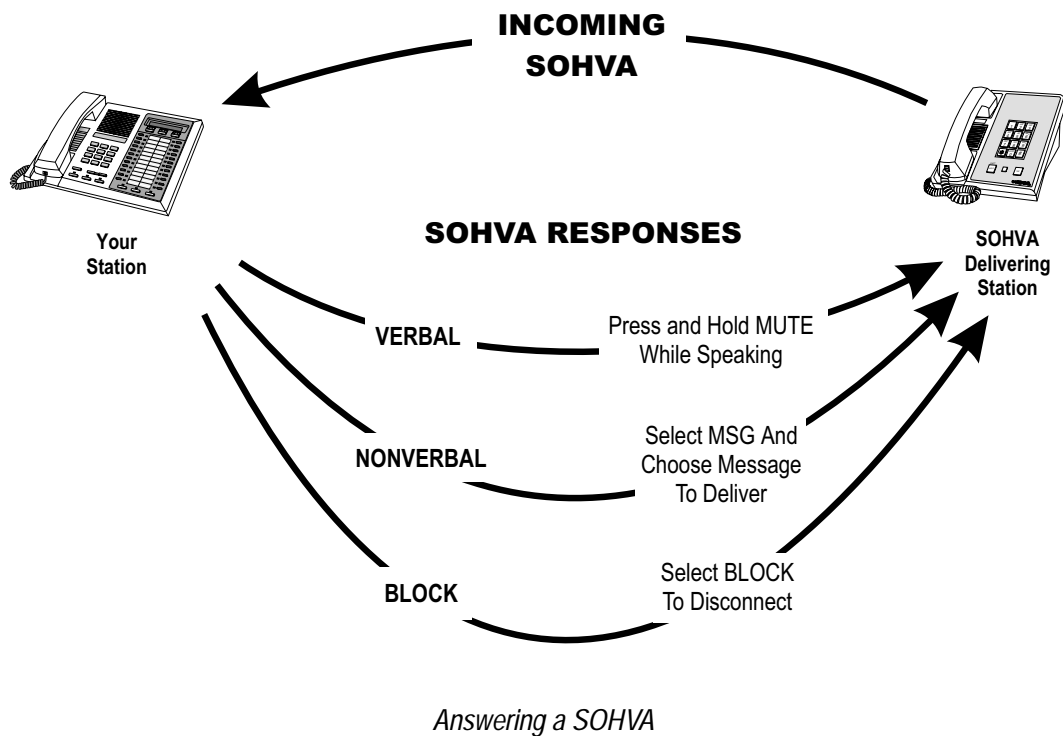 INCOMING
SOHVA
Your
Station
SOHVA RESPONSES
SOHVA
Delivering
Station
VERBAL
Press and Hold MUTE
While Speaking
NONVERBAL
Select MSG And
Choose Message
To Deliver
BLOCK
Select BLOCK
To Disconnect
Answering a SOHVA